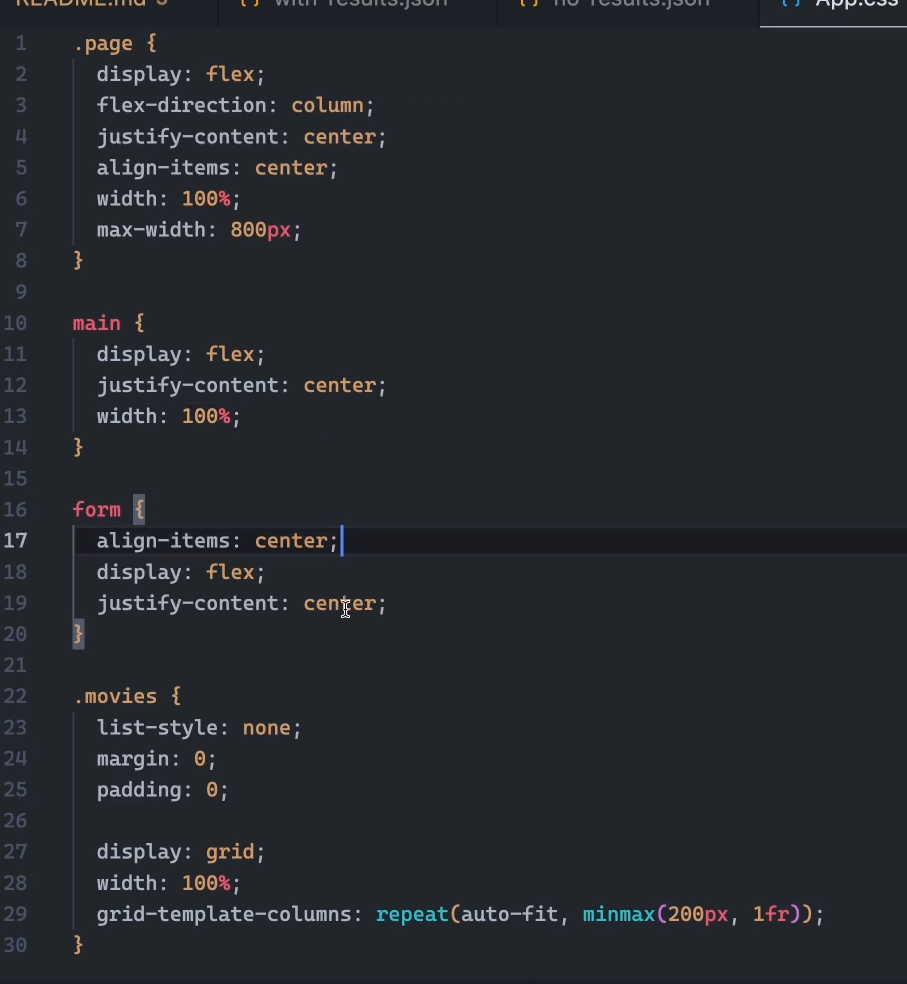 README.md 3 {} with-results.json {} no-results.json {} App.css
1 .page {
2 display: flex;
3 flex-direction: column;
4 justify-content: center;
5 align-items: center;
6 width: 100%;
7 max-width: 800px;
8 }
9
10 main {
11 display: flex;
12 justify-content: center;
13 width: 100%;
14 }
15
16 form {
17 align-items: center;
18 display: flex;
19 justify-content: center;
20 }
21
22 .movies {
23 list-style: none;
24 margin: 0;
25 padding: 0;
26
27 display: grid;
28 width: 100%;
29 grid-template-columns: repeat(auto-fit, minmax(200px, 1fr));
30 }